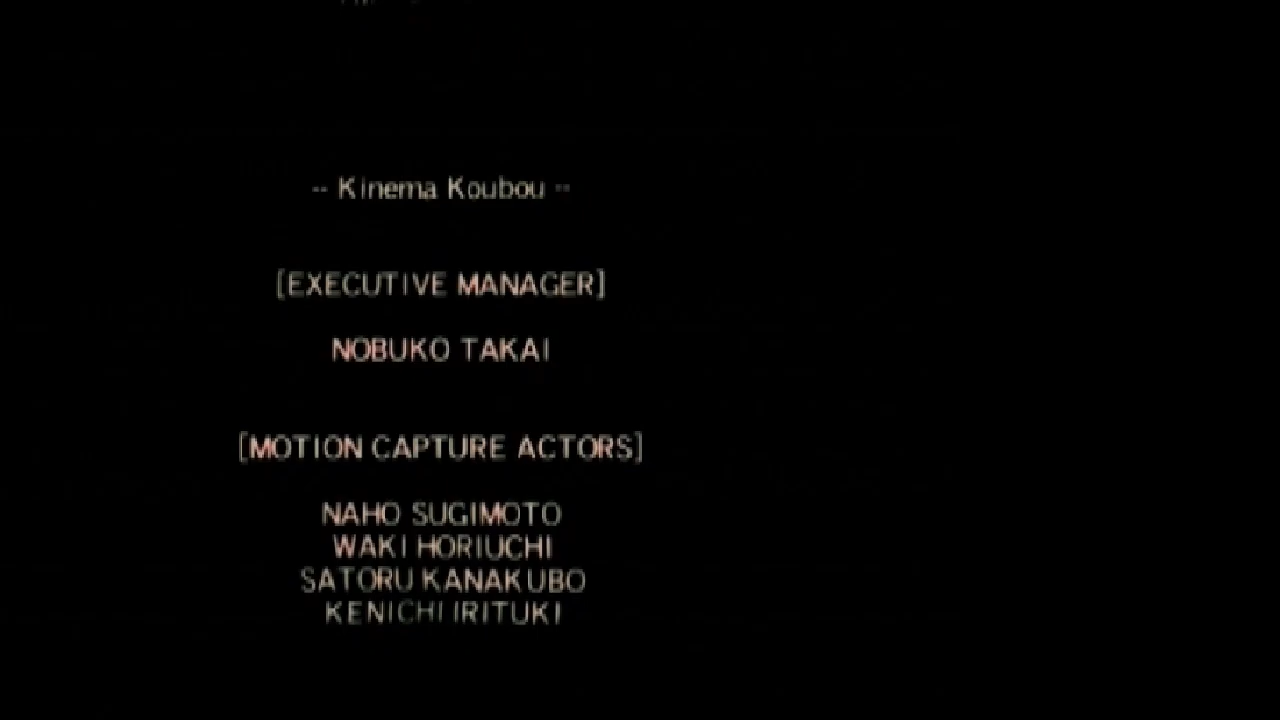 -- Kinema Koubou --
[EXECUTIVE MANAGER]
NOBUKO TAKAI
[MOTION CAPTURE ACTORS]
NAHO SUGIMOTO
WAKI HORIUCHI
SATORU KANAKUBO
KENICHI IRITUKI